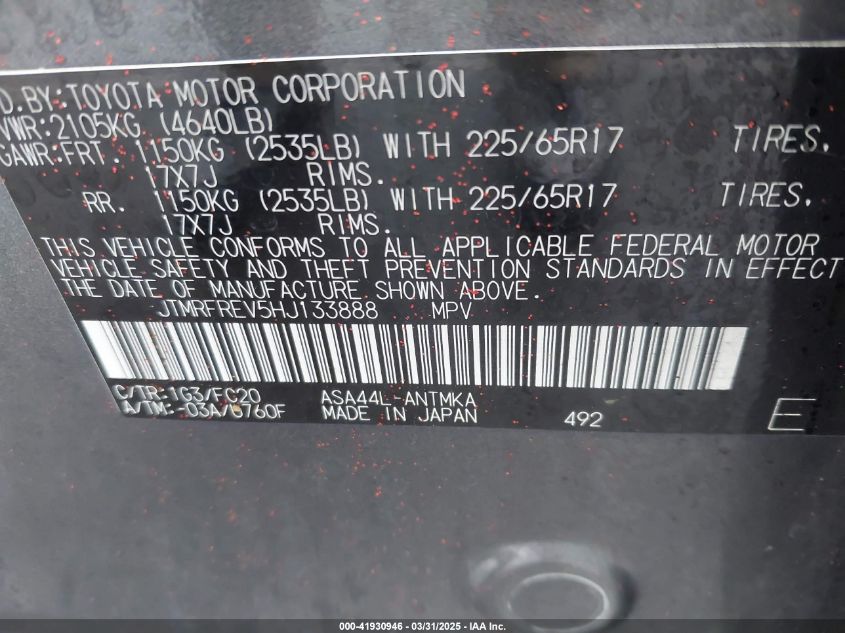 D.BY:TOYOTA MOTOR CORPORATION
VWR:2105KG (4640LB)
GAWR:FRT. 1150KG (2535LB) WITH 225/65R17 TIRES,
17X7J RIMS.
RR. 1150KG (2535LB) WITH 225/65R17 TIRES,
17X7J RIMS.
THIS VEHICLE CONFORMS TO ALL APPLICABLE FEDERAL MOTOR
VEHICLE SAFETY AND THEFT PREVENTION STANDARDS IN EFFECT
THE DATE OF MANUFACTURE SHOWN ABOVE.
JTMRFREV5HJ133888 MPV
C/TR:1G3/FC20 ASA44L-ANTMKA
A/TM:-03A/U760F MADE IN JAPAN 492 E
000-41930946 - 03/31/2025 - IAA Inc.